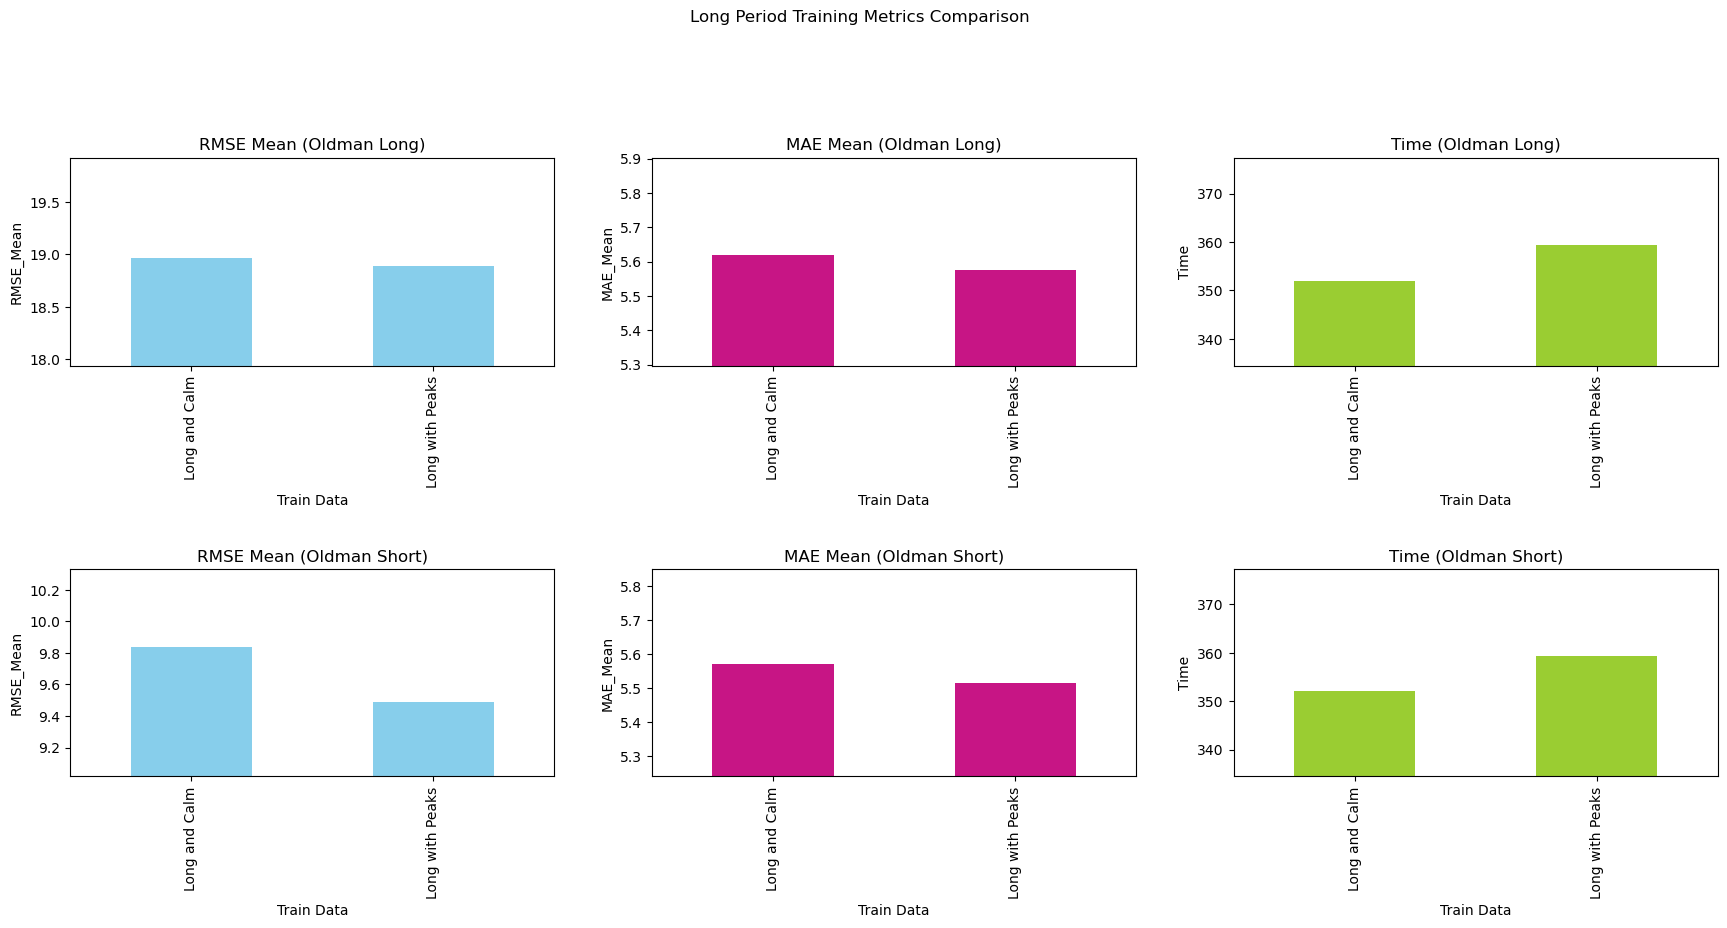 Long Period Training Metrics Comparison
RMSE Mean (Oldman Long)
RMSE_Mean
19.5
19.0
18.5
18.0
Long and Calm
Long with Peaks
Train Data
MAE Mean (Oldman Long)
MAE_Mean
5.9
5.8
5.7
5.6
5.5
5.4
5.3
Long and Calm
Long with Peaks
Train Data
Time (Oldman Long)
Time
370
360
350
340
Long and Calm
Long with Peaks
Train Data
RMSE Mean (Oldman Short)
RMSE_Mean
10.2
10.0
9.8
9.6
9.4
9.2
Long and Calm
Long with Peaks
Train Data
MAE Mean (Oldman Short)
MAE_Mean
5.8
5.7
5.6
5.5
5.4
5.3
Long and Calm
Long with Peaks
Train Data
Time (Oldman Short)
Time
370
360
350
340
Long and Calm
Long with Peaks
Train Data